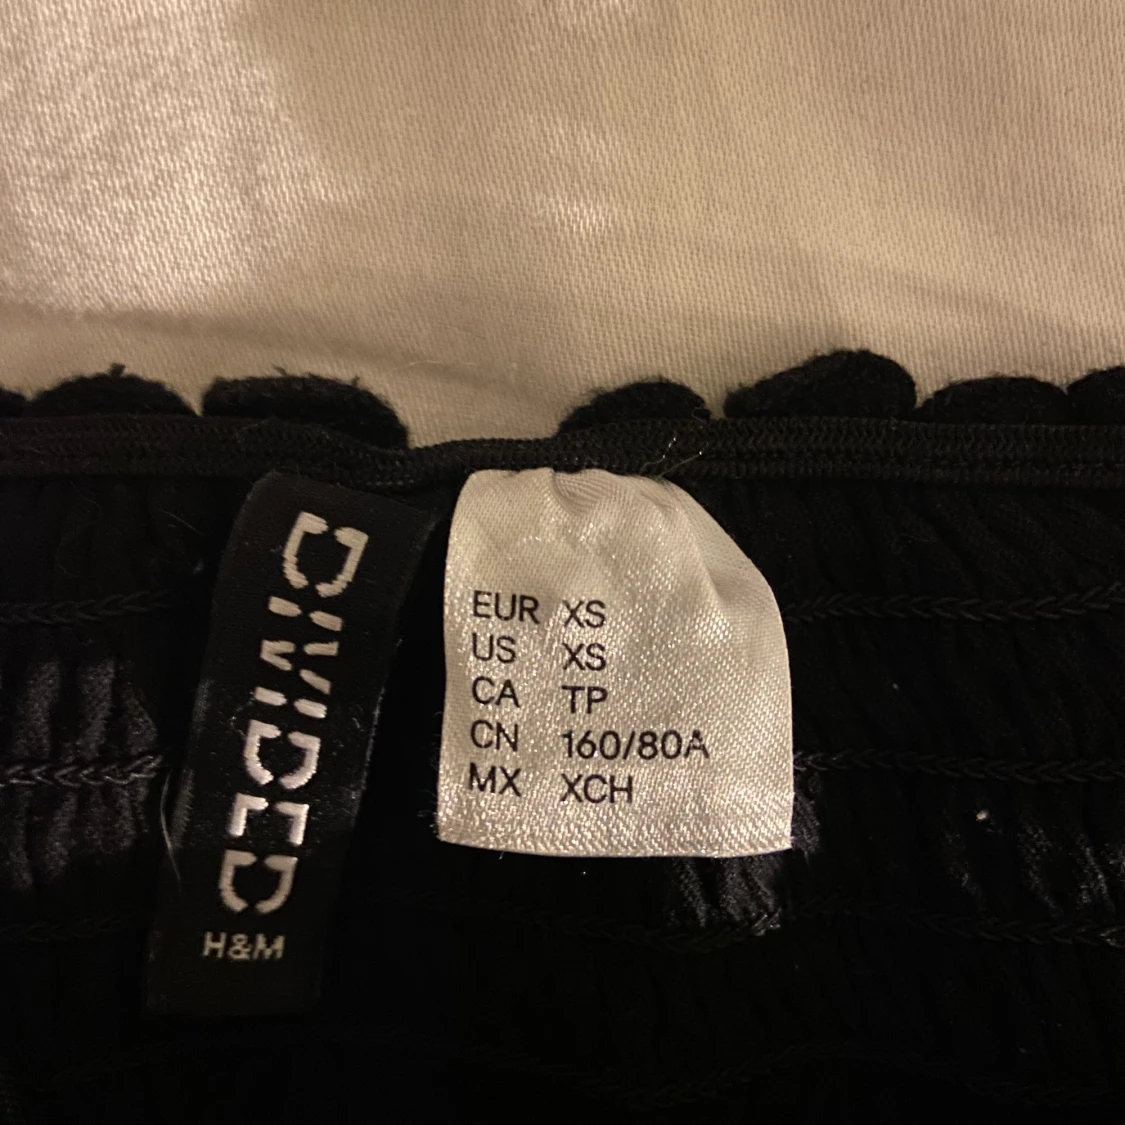 DIVIDED
H&M
EUR XS
US XS
CA TP
CN 160/80A
MX XCH